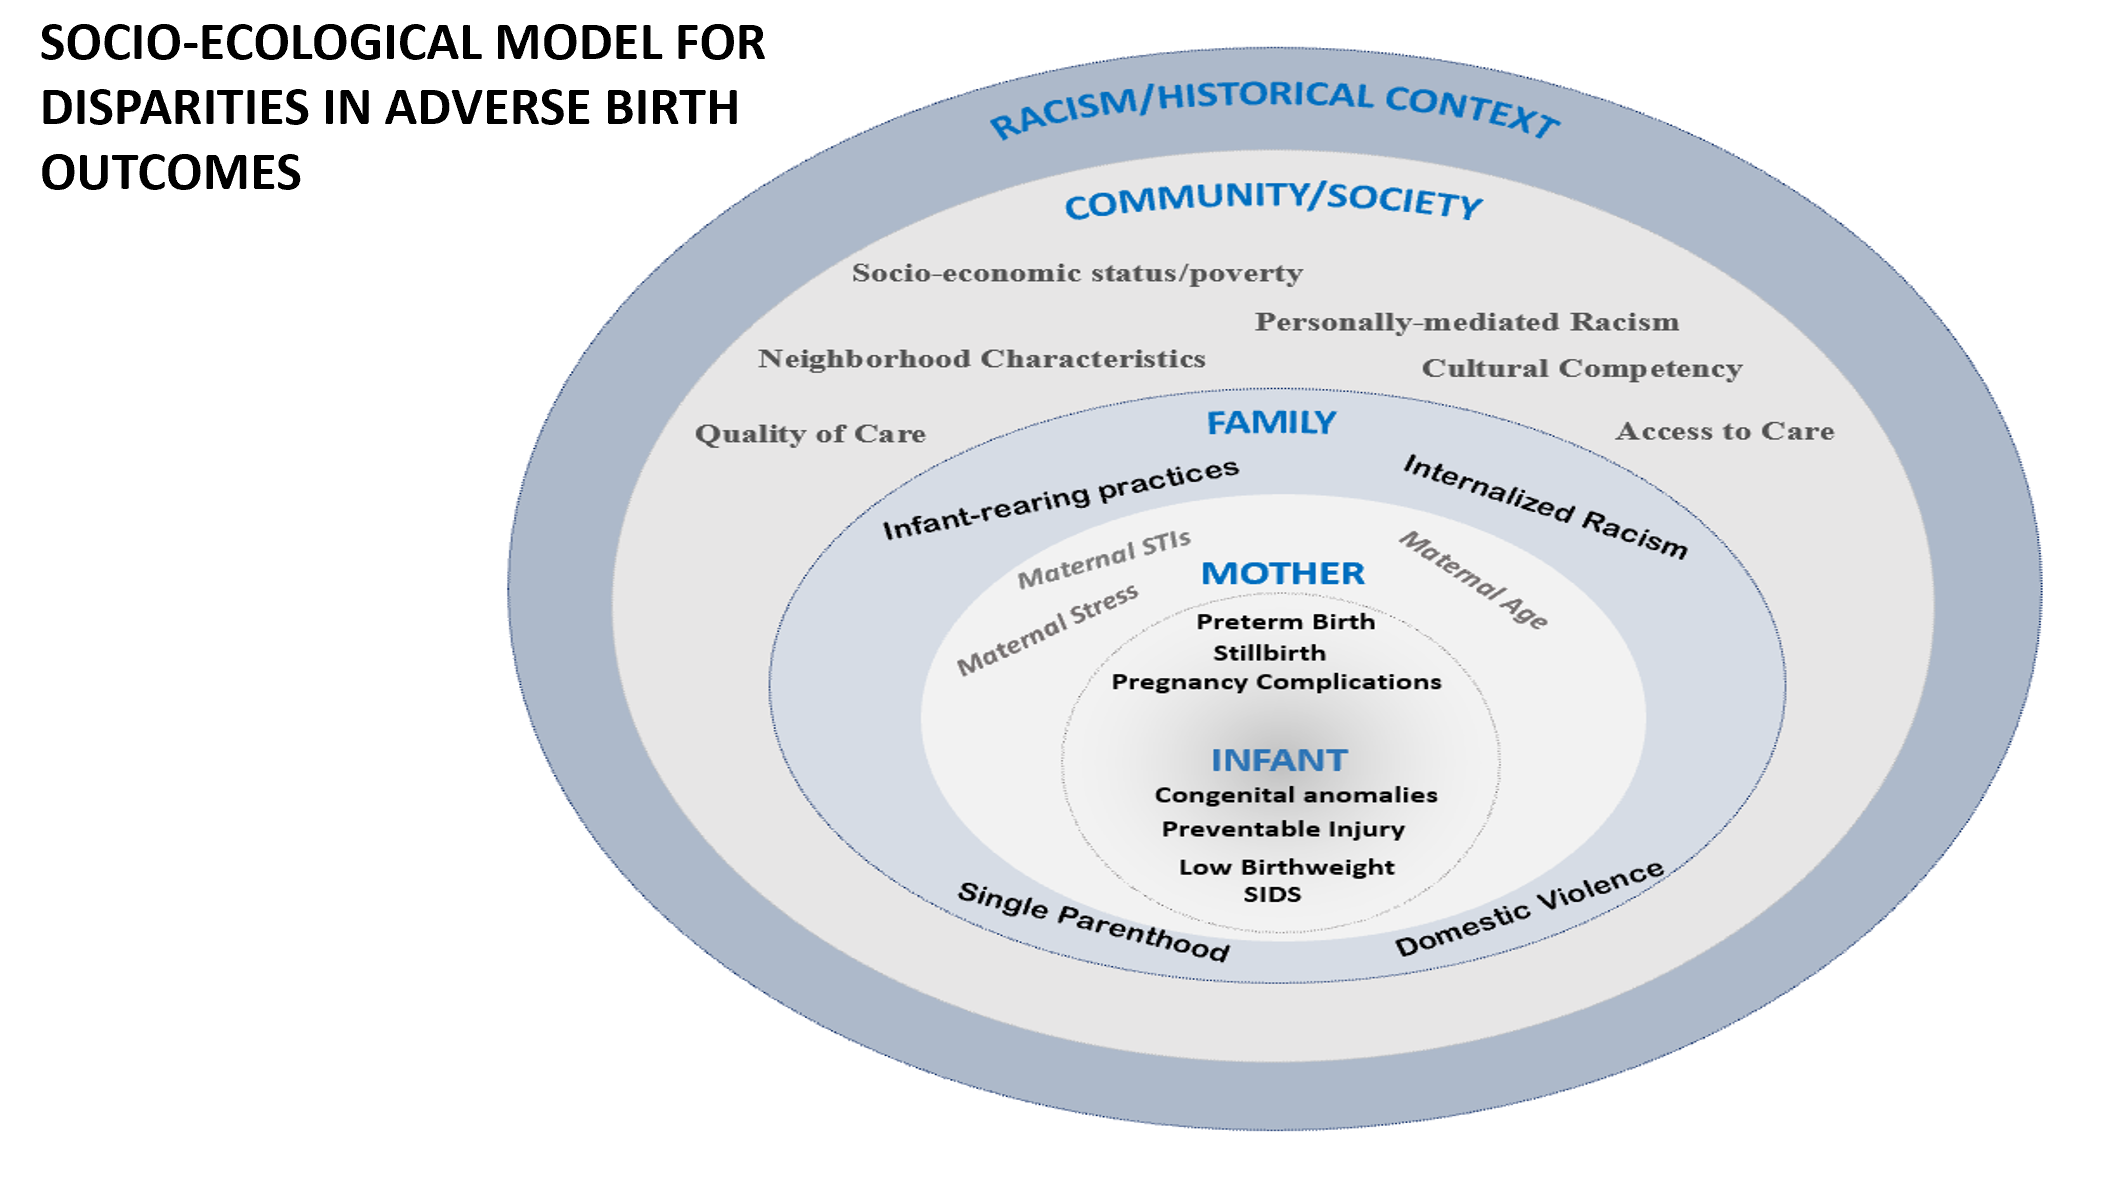 SOCIO-ECOLOGICAL MODEL FOR
DISPARITIES IN ADVERSE BIRTH
OUTCOMES
RACISM/HISTORICAL CONTEXT
COMMUNITY/SOCIETY
Socio-economic status/poverty
Personally-mediated Racism
Neighborhood Characteristics
Cultural Competency
Quality of Care
Access to Care
FAMILY
Infant-rearing practices
Internalized Racism
Maternal STIs
Maternal Stress
MOTHER
Maternal Age
Preterm Birth
Stillbirth
Pregnancy Complications
INFANT
Congenital anomalies
Preventable Injury
Low Birthweight
SIDS
Single Parenthood
Domestic Violence